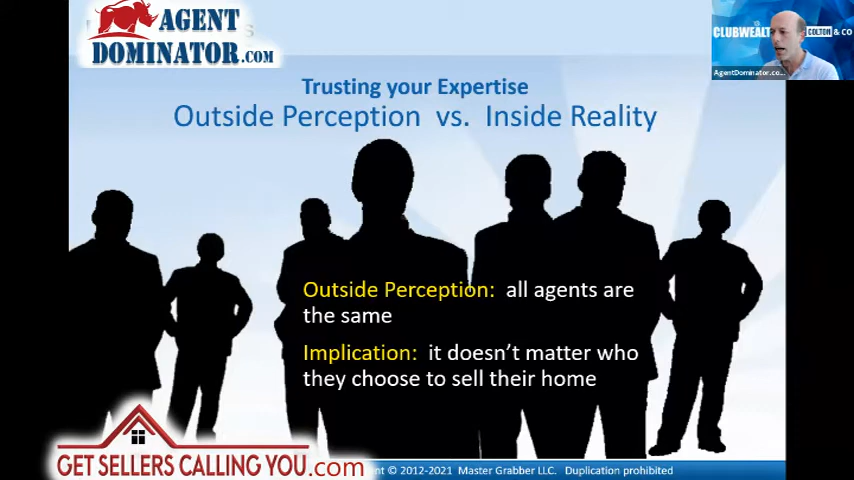 AGENT
DOMINATOR.COM
CLUBWEALT
COLTON & CO
AgentDominator.co...
Trusting your Expertise
Outside Perception vs. Inside Reality
Outside Perception: all agents are
the same
Implication: it doesn't matter who
they choose to sell their home
GET SELLERS CALLING YOU.com
© 2012-2021 Master Grabber LLC. Duplication prohibited